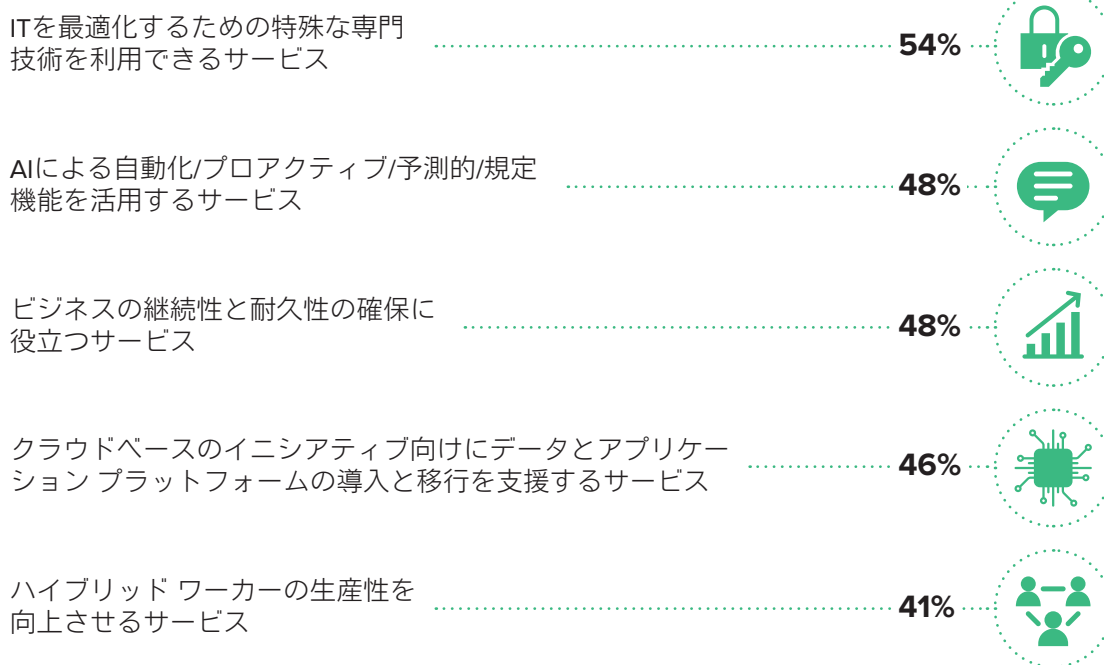 ITを最適化するための特殊な専門
技術を利用できるサービス
54%
AIによる自動化/プロアクティブ/予測的/規定
機能を活用するサービス
48%
ビジネスの継続性と耐久性の確保に
役立つサービス
48%
クラウドベースのイニシアティブ向けにデータとアプリケー
ション プラットフォームの導入と移行を支援するサービス
46%
ハイブリッド ワーカーの生産性を
向上させるサービス
41%